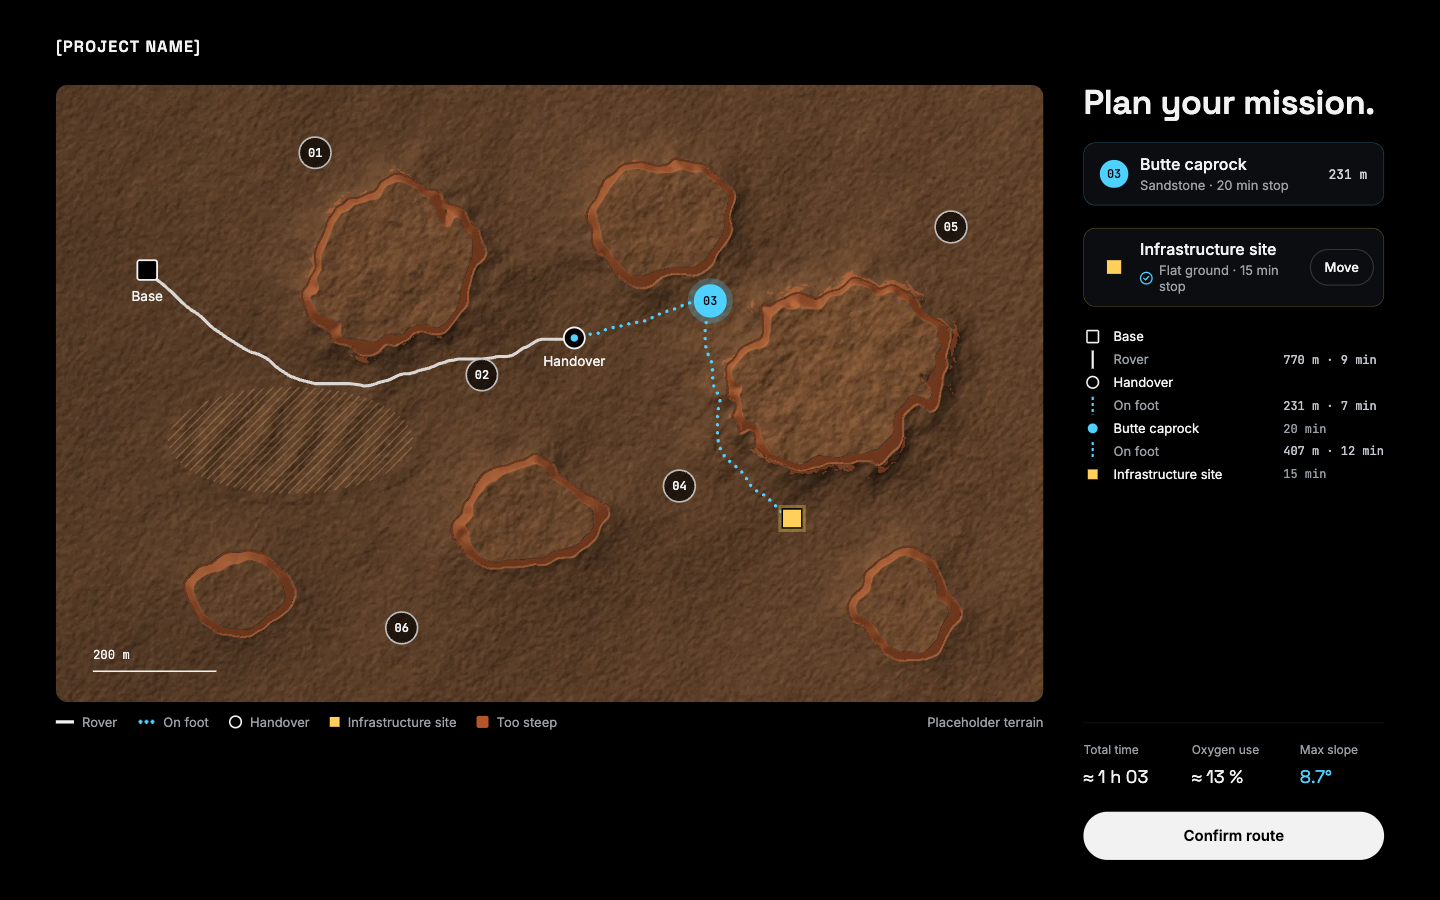 [PROJECT NAME]
Plan your mission.
03
Butte caprock
Sandstone · 20 min stop
231 m
Infrastructure site
Flat ground · 15 min
stop
Move
Base
Rover 770 m · 9 min
Handover
On foot 231 m · 7 min
Butte caprock 20 min
On foot 407 m · 12 min
Infrastructure site 15 min
01
05
Base
03
Handover
02
04
06
200 m
Rover
On foot
Handover
Infrastructure site
Too steep
Placeholder terrain
Total time
Oxygen use
Max slope
≈ 1 h 03
≈ 13 %
8.7°
Confirm route